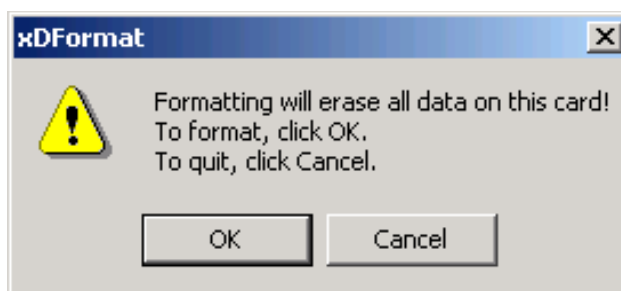 xDFormat
Formatting will erase all data on this card!
To format, click OK.
To quit, click Cancel.
OK
Cancel